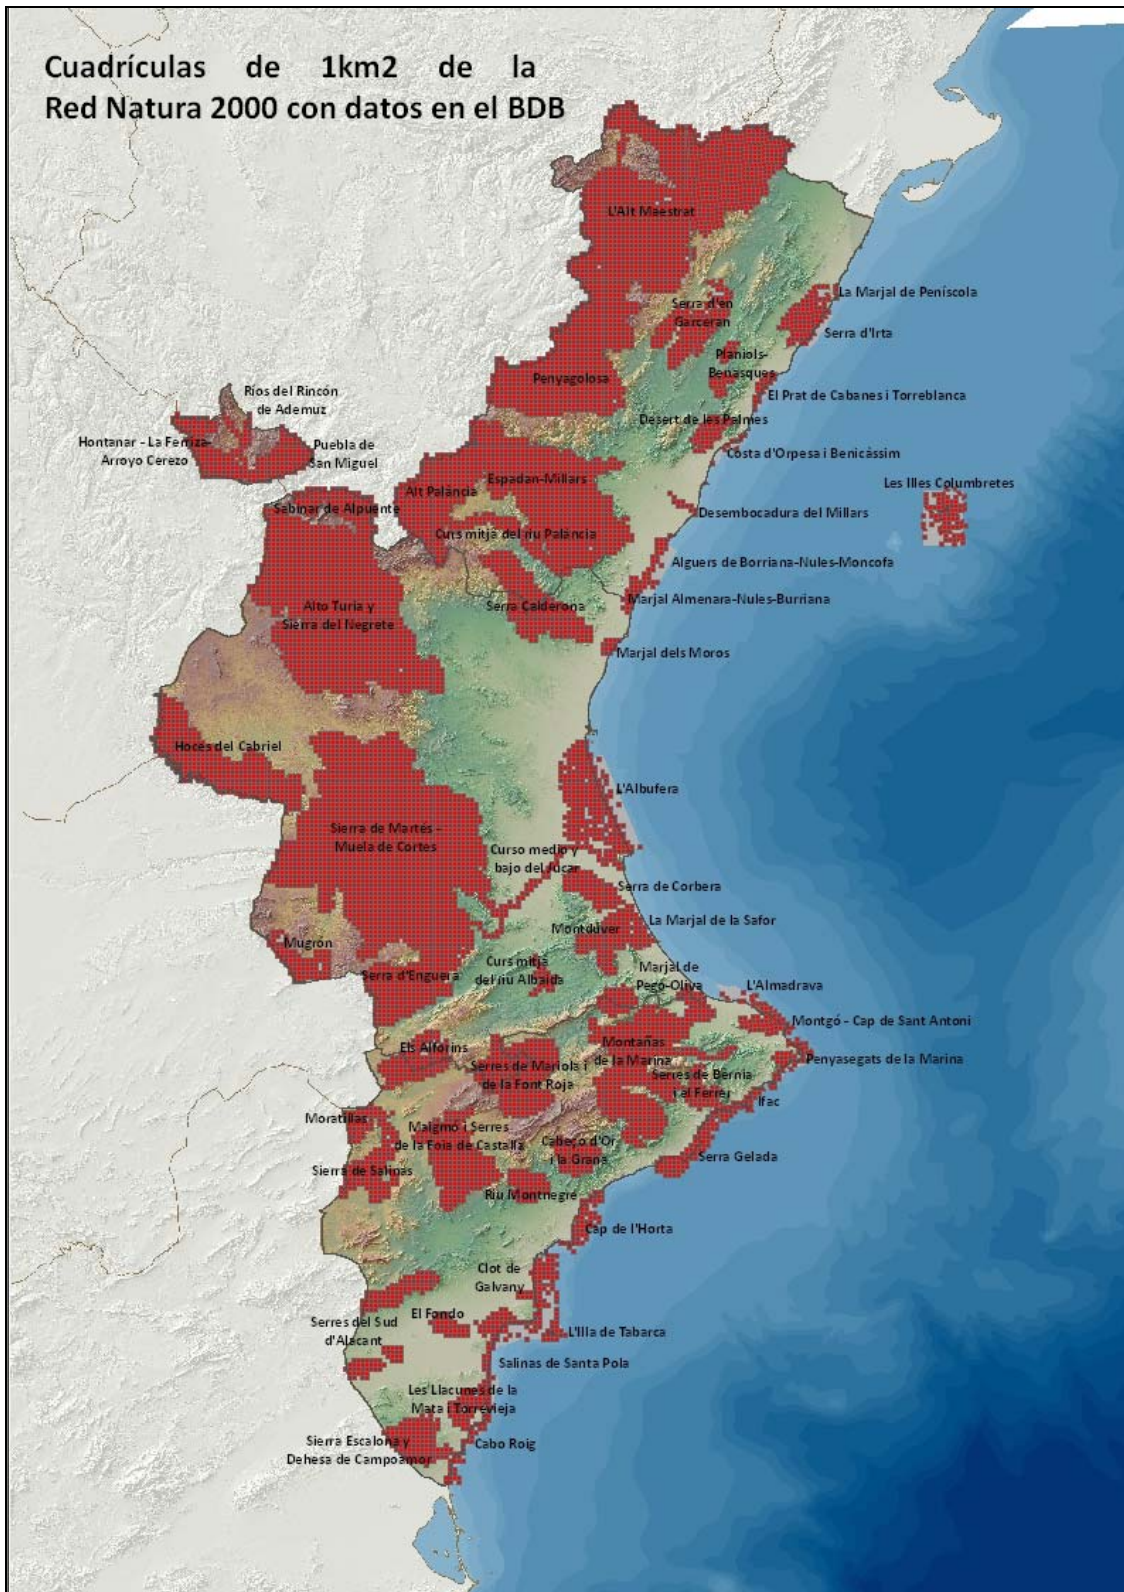 Cuadrículas de 1km2 de la
Red Natura 2000 con datos en el BDB
L'Alt Maestrat
La Marjal de Peníscola
Serra d'en
Garceran
Serra d'Irta
Planiols-
Benasques
Penyagolosa
El Prat de Cabanes i Torreblanca
Ríos del Rincón
de Ademuz
Desert de les Palmes
Hontanar - La Ferriza-
Arroyo Cerezo
Puebla de
San Miguel
Costa d'Orpesa i Benicàssim
Espadan-Millars
Les Illes Columbretes
Alt Palància
Sabinar de Alpuente
Desembocadura del Millars
Curs mitjà del riu Palància
Alguers de Borriana-Nules-Moncofa
Alto Turia y
Sierra del Negrete
Serra Calderona
Marjal Almenara-Nules-Burriana
Marjal dels Moros
Hoces del Cabriel
L'Albufera
Sierra de Martés -
Muela de Cortes
Curso medio y
bajo del Júcar
Serra de Corbera
La Marjal de la Safor
Montdúver
Mugrón
Curs mitjà
del riu Albaida
Serra d'Enguera
Marjal de
Pego-Oliva
L'Almadrava
Montgó - Cap de Sant Antoni
Els Alforins
Montañas
de la Marina
Penyasegats de la Marina
Serres de Mariola i
de la Font Roja
Serres de Bèrnia
i el Ferrer
Ifac
Moratillas
Maigmó i Serres
de la Foia de Castalla
Cabeço d'Or
i la Grana
Serra Gelada
Sierra de Salinas
Riu Montnegre
Cap de l'Horta
Clot de
Galvany
El Fondo
Serres del Sud
d'Alacant
L'Illa de Tabarca
Salinas de Santa Pola
Les Llacunes de la
Mata i Torrevieja
Sierra Escalona y
Dehesa de Campoamor
Cabo Roig